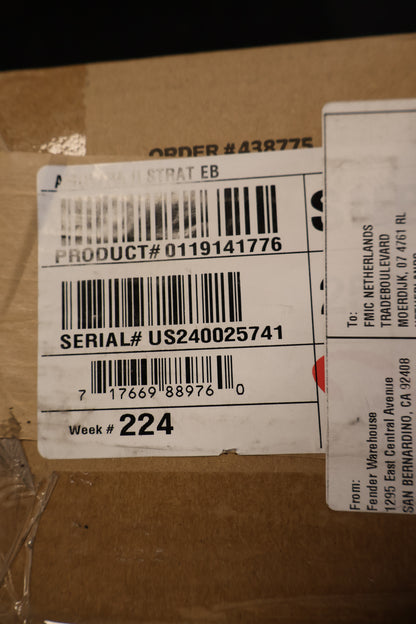 ORDER #438775
STRAT EB
PRODUCT# 0119141776
SERIAL# US240025741
7 17669 88976 0
Week # 224
To:
FMIC NETHERLANDS
TRADEBOULEVARD
MOERDIJK, 07 4761 RL
From:
Fender Warehouse
1295 East Central Avenue
SAN BERNARDINO, CA 92408